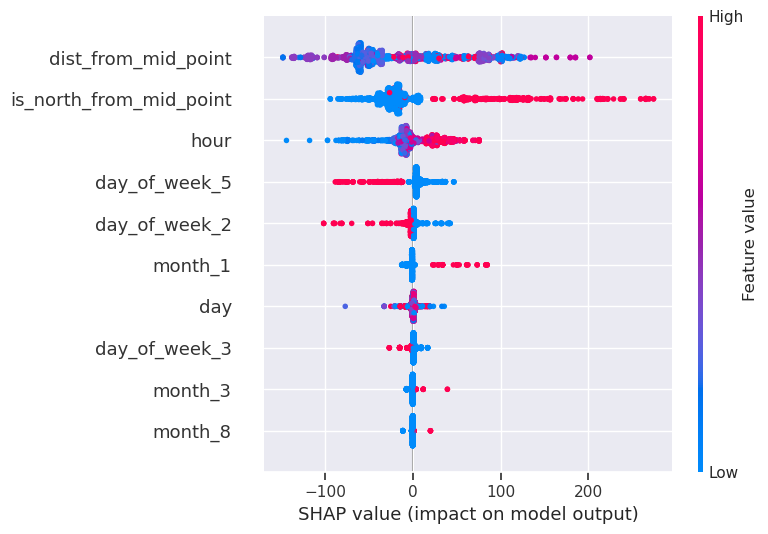 High
dist_from_mid_point
is_north_from_mid_point
hour
day_of_week_5
day_of_week_2
month_1
day
day_of_week_3
month_3
month_8
Feature value
Low
−100 0 100 200
SHAP value (impact on model output)